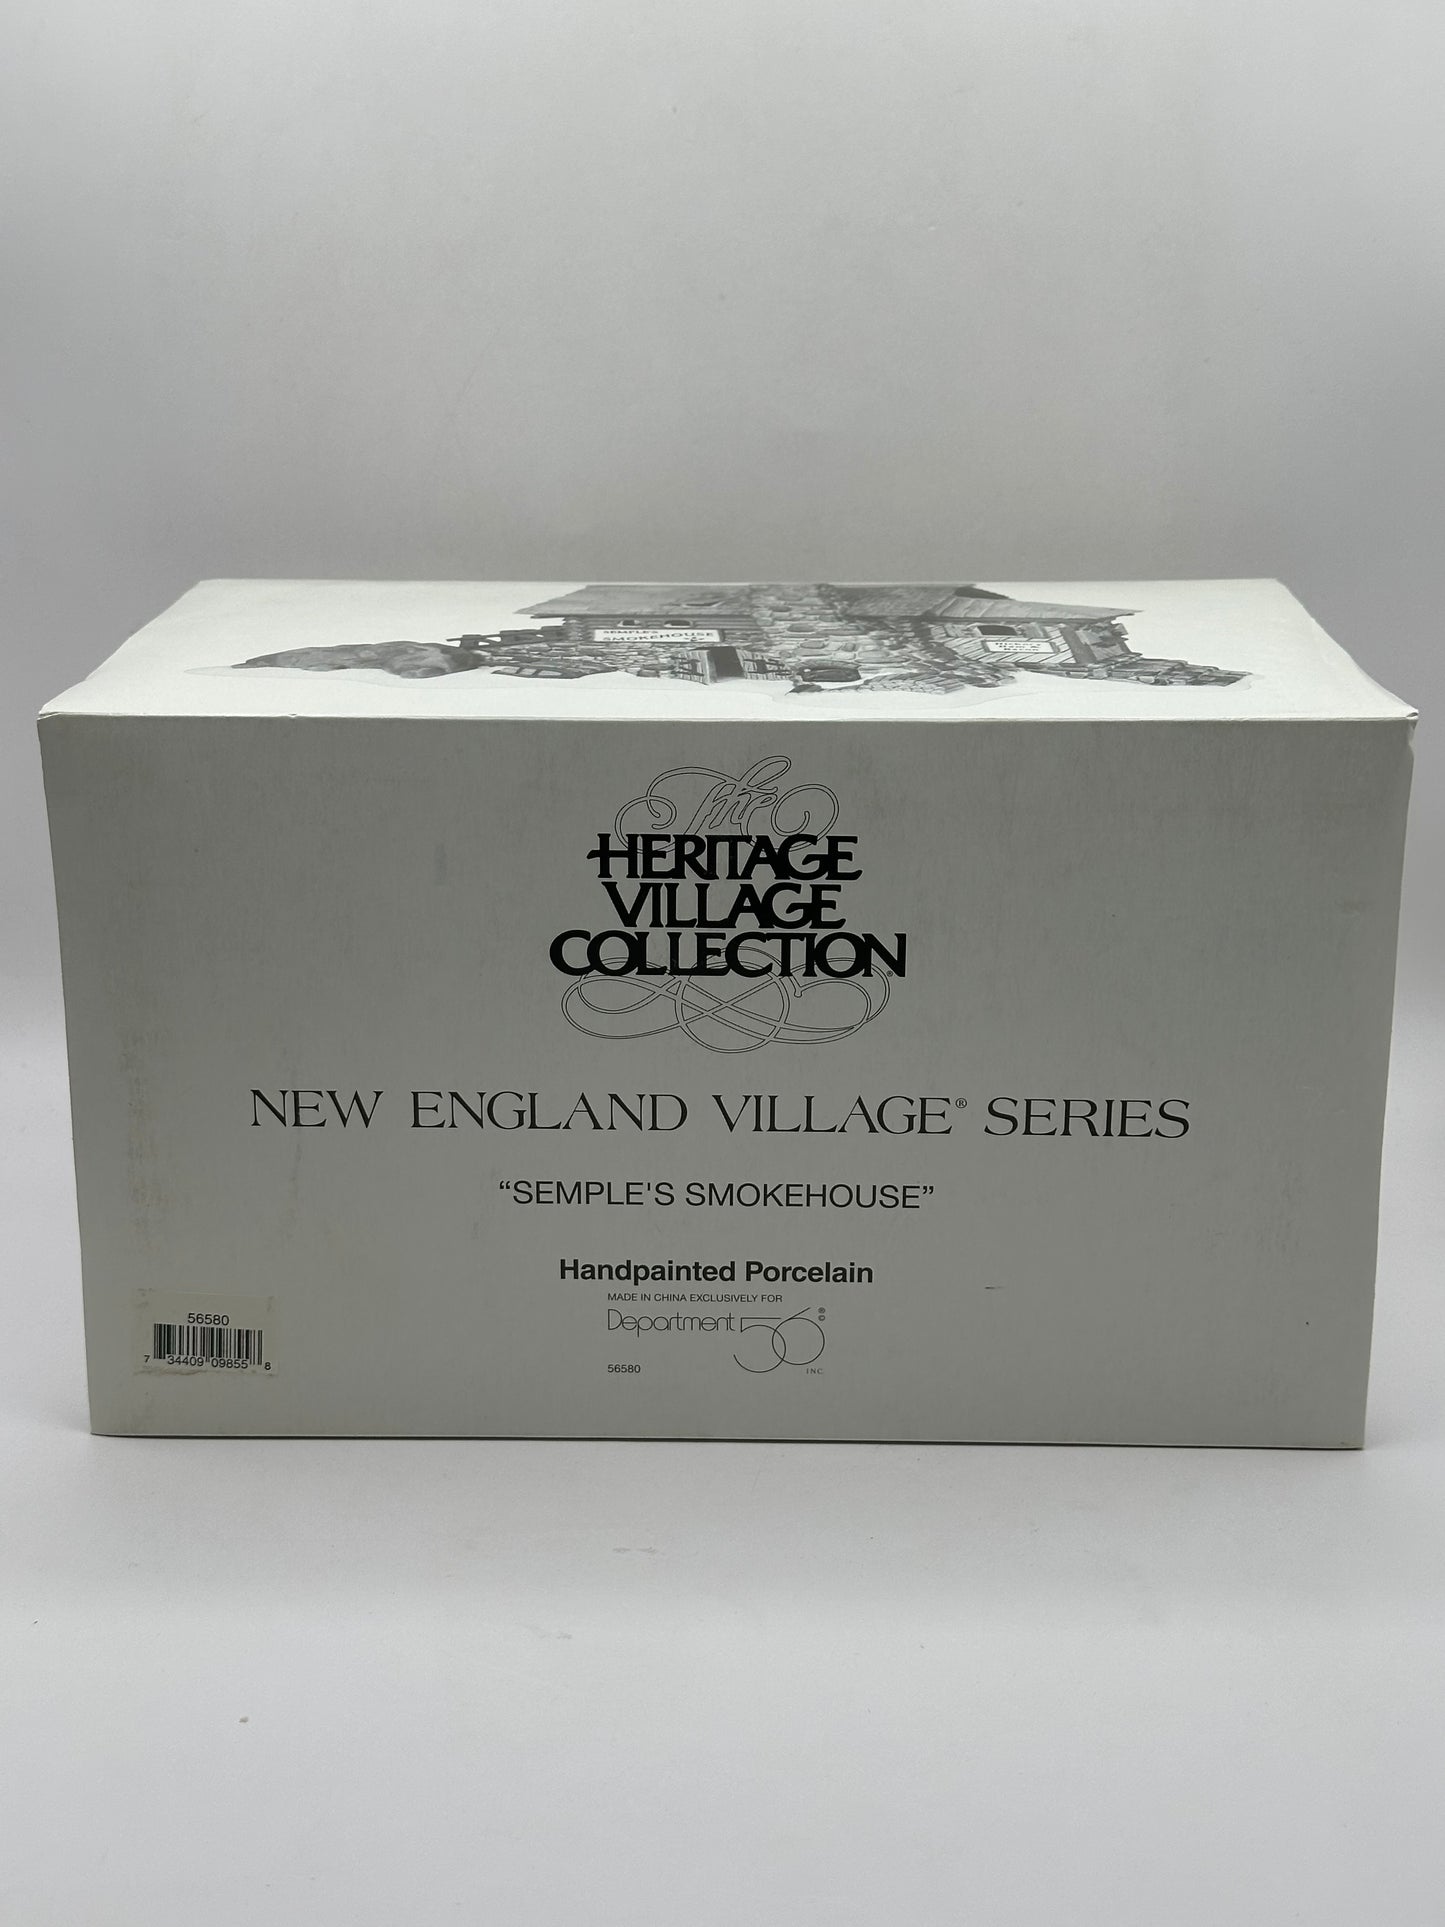 SEMPLE'S
SMOKEHOUSE
The
HERITAGE
VILLAGE
COLLECTION®
NEW ENGLAND VILLAGE® SERIES
“SEMPLE'S SMOKEHOUSE”
Handpainted Porcelain
MADE IN CHINA EXCLUSIVELY FOR
Department 56®©
INC.
56580
56580
7 34409 09855 8